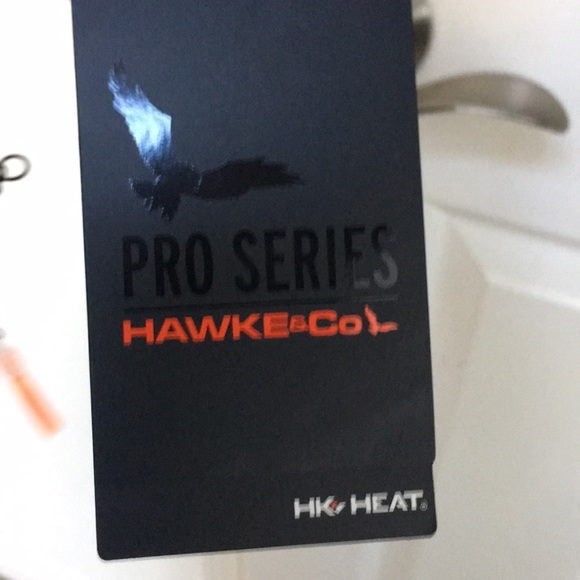 PRO SERIES
HAWKE&Co
HK HEAT®